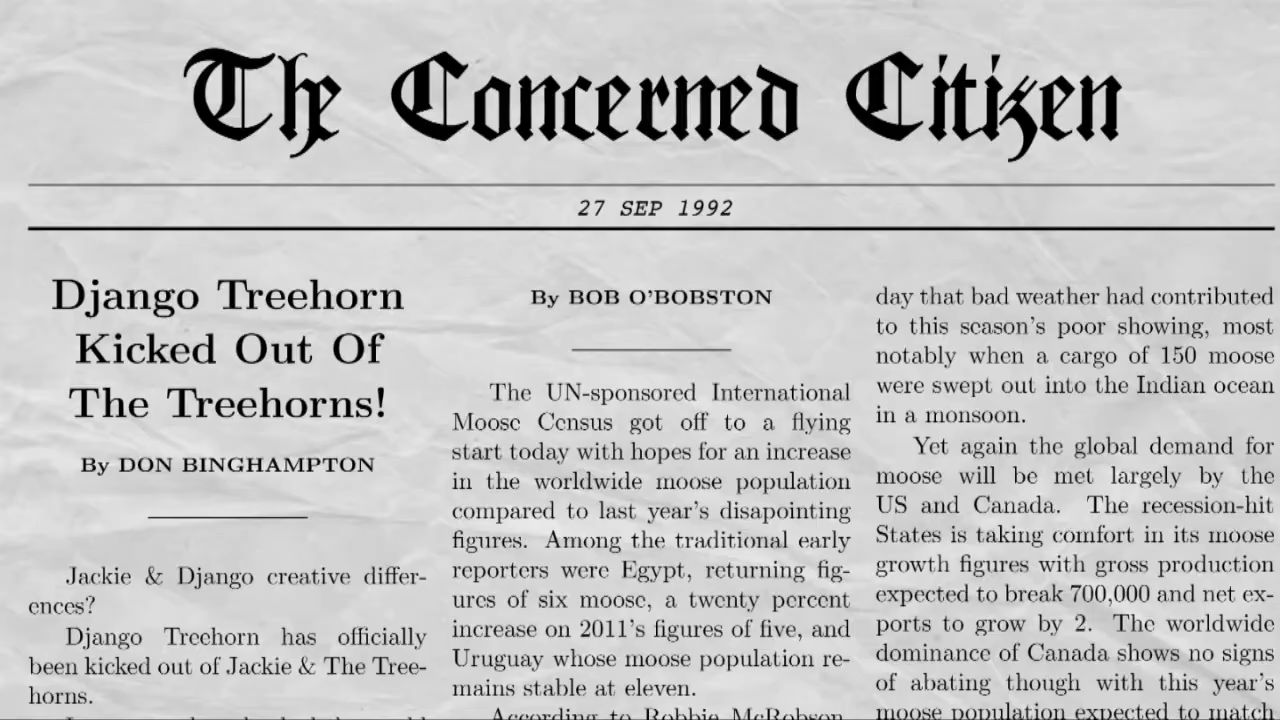 The Concerned Citizen
27 SEP 1992
Django Treehorn
Kicked Out Of
The Treehorns!
By DON BINGHAMPTON
Jackie & Django creative differ-
ences?
Django Treehorn has officially
been kicked out of Jackie & The Tree-
horns.
By BOB O'BOBSTON
The UN-sponsored International
Moose Census got off to a flying
start today with hopes for an increase
in the worldwide moose population
compared to last year's disapointing
figures. Among the traditional early
reporters were Egypt, returning fig-
ures of six moose, a twenty percent
increase on 2011's figures of five, and
Uruguay whose moose population re-
mains stable at eleven.
According to Robbie McRobson,
day that bad weather had contributed
to this season's poor showing, most
notably when a cargo of 150 moose
were swept out into the Indian ocean
in a monsoon.
Yet again the global demand for
moose will be met largely by the
US and Canada. The recession-hit
States is taking comfort in its moose
growth figures with gross production
expected to break 700,000 and net ex-
ports to grow by 2. The worldwide
dominance of Canada shows no signs
of abating though with this year's
moose population expected to match